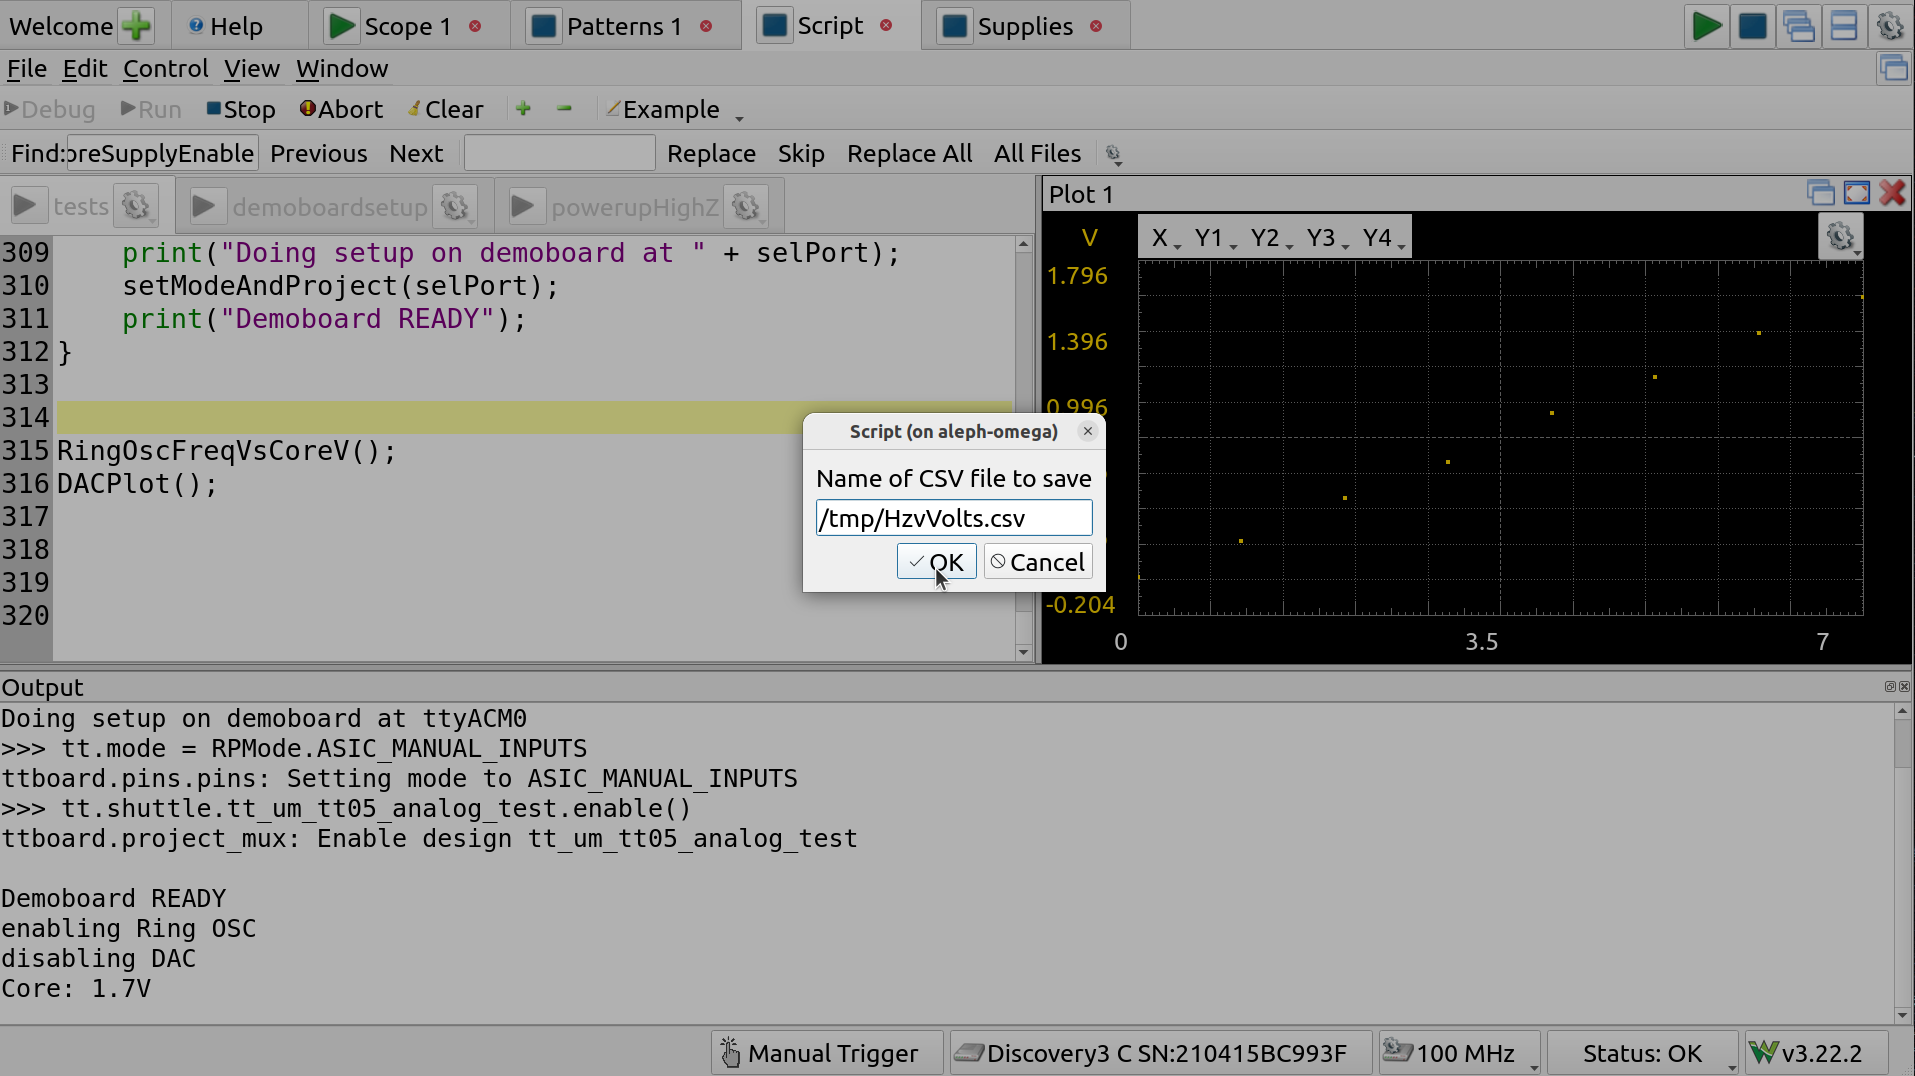 Welcome Help Scope 1 Patterns 1 Script Supplies
File Edit Control View Window
Debug Run Stop Abort Clear Example
Find: oreSupplyEnable Previous Next Replace Skip Replace All All Files
tests demoboardsetup powerupHighZ
309 print("Doing setup on demoboard at " + selPort);
310 setModeAndProject(selPort);
311 print("Demoboard READY");
312 }
313
314
315 RingOscFreqVsCoreV();
316 DACPlot();
317
318
319
320
Plot 1
V X Y1 Y2 Y3 Y4
1.796
1.396
0.996
-0.204
0 3.5 7
Script (on aleph-omega)
Name of CSV file to save
/tmp/HzvVolts.csv
OK Cancel
Output
Doing setup on demoboard at ttyACM0
>>> tt.mode = RPMode.ASIC_MANUAL_INPUTS
ttboard.pins.pins: Setting mode to ASIC_MANUAL_INPUTS
>>> tt.shuttle.tt_um_tt05_analog_test.enable()
ttboard.project_mux: Enable design tt_um_tt05_analog_test
Demoboard READY
enabling Ring OSC
disabling DAC
Core: 1.7V
Manual Trigger Discovery3 C SN:210415BC993F 100 MHz Status: OK v3.22.2